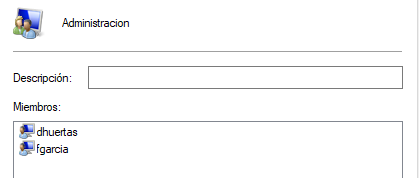 Administracion
Descripción:
Miembros:
dhuertas
fgarcia